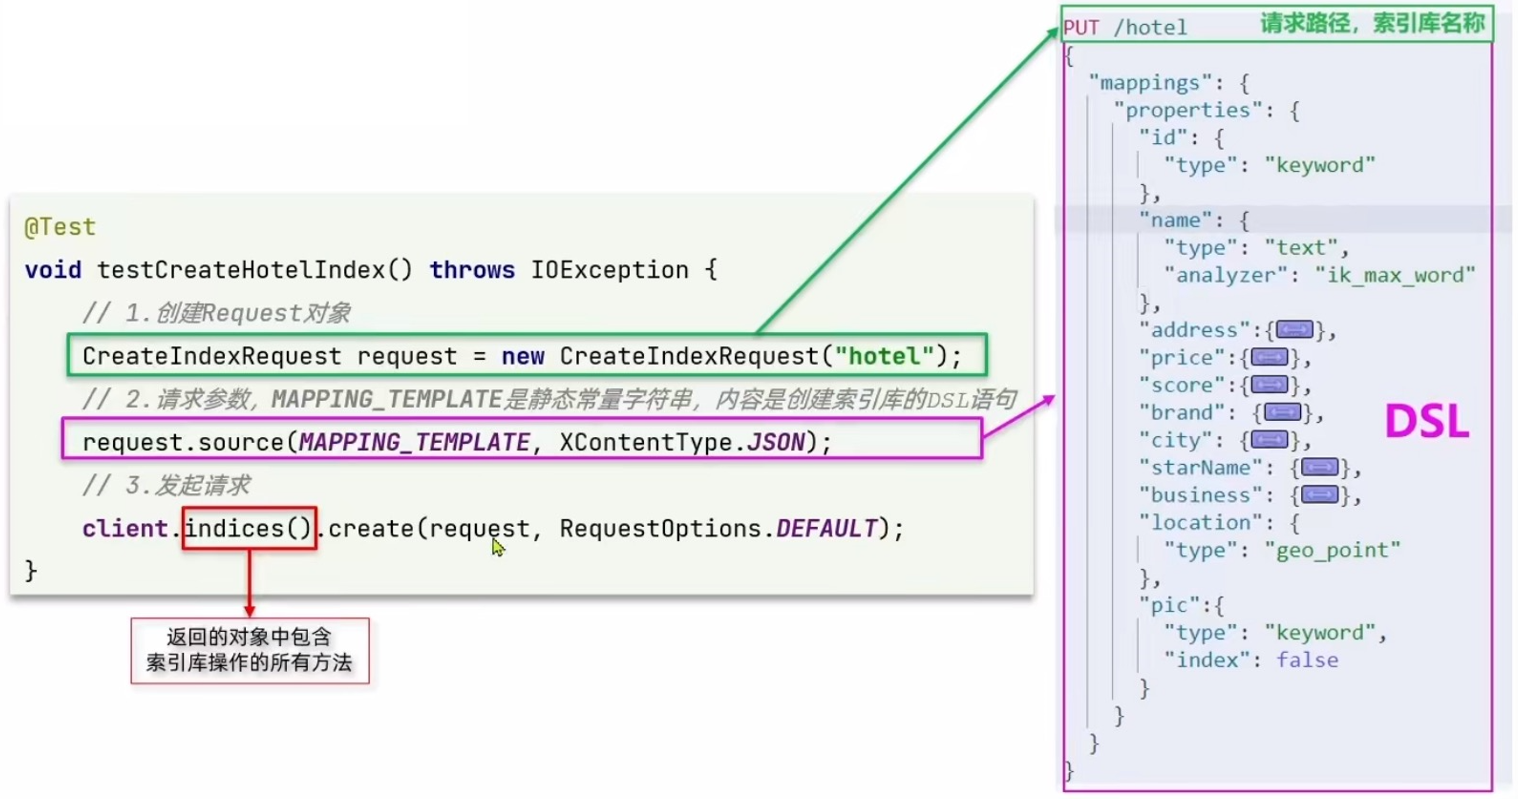 @Test
void testCreateHotelIndex() throws IOException {
// 1.创建Request对象
CreateIndexRequest request = new CreateIndexRequest("hotel");
// 2.请求参数，MAPPING_TEMPLATE是静态常量字符串，内容是创建索引库的DSL语句
request.source(MAPPING_TEMPLATE, XContentType.JSON);
// 3.发起请求
client.indices().create(request, RequestOptions.DEFAULT);
}
返回的对象中包含
索引库操作的所有方法
PUT /hotel 请求路径，索引库名称
{
"mappings": {
"properties": {
"id": {
"type": "keyword"
},
"name": {
"type": "text",
"analyzer": "ik_max_word"
},
"address":{},
"price":{},
"score":{},
"brand": {},
"city": {},
"starName": {},
"business": {},
"location": {
"type": "geo_point"
},
"pic":{
"type": "keyword",
"index": false
}
}
}
}
DSL